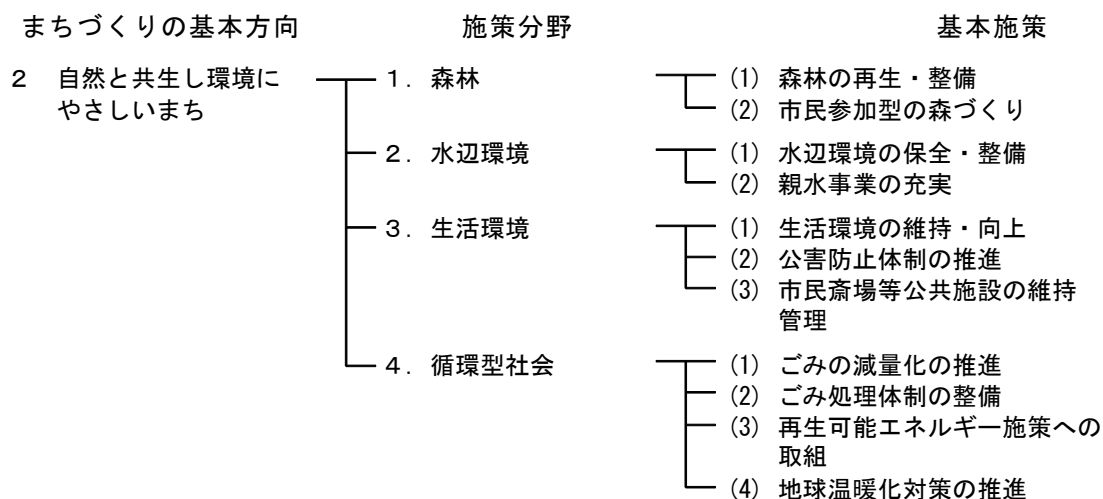 まちづくりの基本方向 施策分野 基本施策
２ 自然と共生し環境に １．森林 (1) 森林の再生・整備
やさしいまち (2) 市民参加型の森づくり
２．水辺環境 (1) 水辺環境の保全・整備
(2) 親水事業の充実
３．生活環境 (1) 生活環境の維持・向上
(2) 公害防止体制の推進
(3) 市民斎場等公共施設の維持
管理
４．循環型社会 (1) ごみの減量化の推進
(2) ごみ処理体制の整備
(3) 再生可能エネルギー施策への
取組
(4) 地球温暖化対策の推進